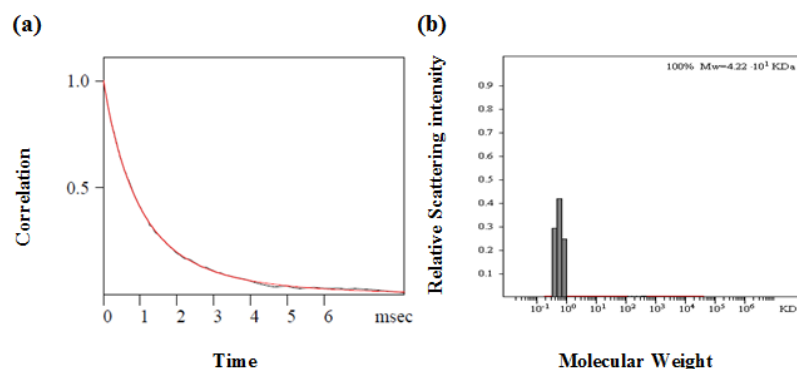 (a)
1.0
0.5
Correlation
0 1 2 3 4 5 6 msec
Time
(b)
100% Mw=4.22·10¹ KDa
0.9
0.8
0.7
0.6
0.5
0.4
0.3
0.2
0.1
Relative Scattering intensity
10⁻¹ 10⁰ 10¹ 10² 10³ 10⁴ 10⁵ 10⁶ KD
Molecular Weight